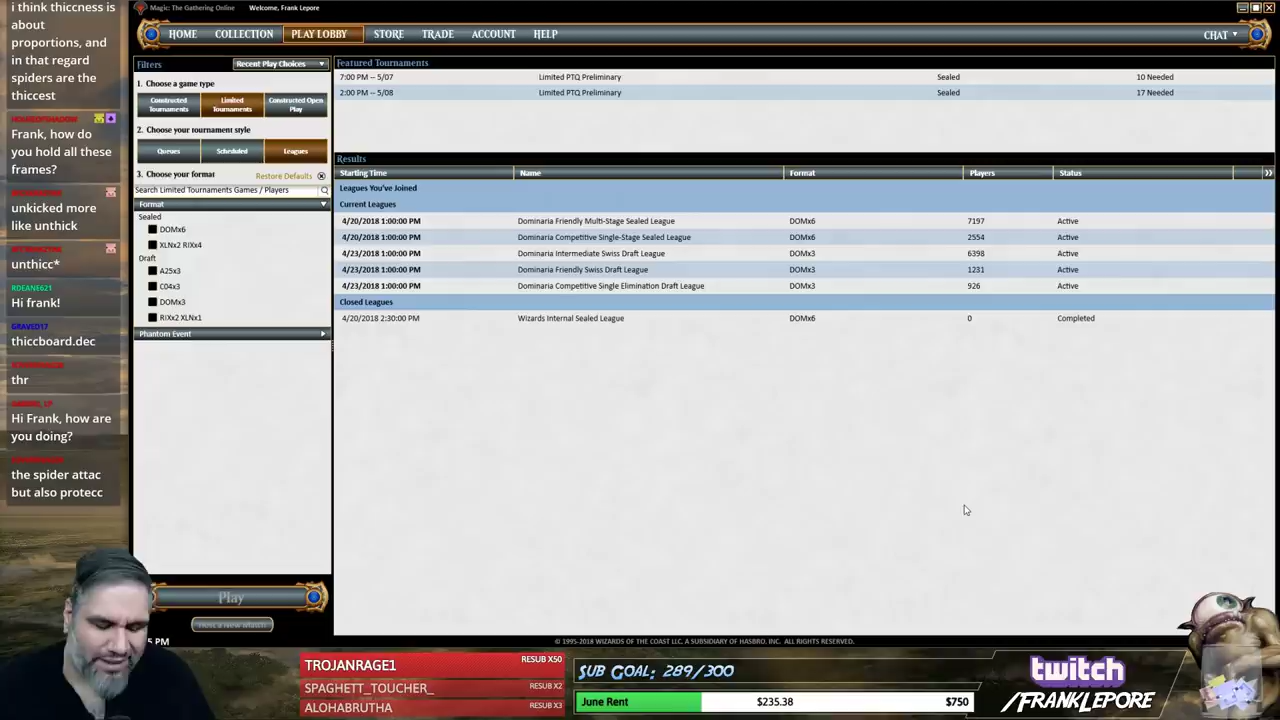 i think thiccness is
about
proportions, and
in that regard
spiders are the
thiccest
HOUSEOFSHADOW
Frank, how do
you hold all these
frames?
unkicked more
like unthick
unthicc*
RDEANE621
Hi frank!
GRAVED17
thiccboard.dec
thr
Hi Frank, how are
you doing?
the spider attac
but also protecc
Magic: The Gathering Online Welcome, Frank Lepore
HOME COLLECTION PLAY LOBBY STORE TRADE ACCOUNT HELP CHAT
Filters Recent Play Choices
1. Choose a game type
Constructed Tournaments Limited Tournaments Constructed Open Play
2. Choose your tournament style
Queues Scheduled Leagues
3. Choose your format Restore Defaults
Search Limited Tournaments Games / Players
Format
Sealed
DOMx6
XLNx2 RIXx4
Draft
A25x3
C04x3
DOMx3
RIXx2 XLNx1
Phantom Event
Play
Host a New Match
5 PM
Featured Tournaments
7:00 PM -- 5/07 Limited PTQ Preliminary Sealed 10 Needed
2:00 PM -- 5/08 Limited PTQ Preliminary Sealed 17 Needed
Results
Starting Time Name Format Players Status
Leagues You've Joined
Current Leagues
4/20/2018 1:00:00 PM Dominaria Friendly Multi-Stage Sealed League DOMx6 7197 Active
4/20/2018 1:00:00 PM Dominaria Competitive Single-Stage Sealed League DOMx6 2554 Active
4/23/2018 1:00:00 PM Dominaria Intermediate Swiss Draft League DOMx3 6398 Active
4/23/2018 1:00:00 PM Dominaria Friendly Swiss Draft League DOMx3 1231 Active
4/23/2018 1:00:00 PM Dominaria Competitive Single Elimination Draft League DOMx3 926 Active
Closed Leagues
4/20/2018 2:30:00 PM Wizards Internal Sealed League DOMx6 0 Completed
© 1995-2018 WIZARDS OF THE COAST LLC, A SUBSIDIARY OF HASBRO, INC. ALL RIGHTS RESERVED.
TROJANRAGE1 RESUB X50
SPAGHETT_TOUCHER_ RESUB X2
ALOHABRUTHA RESUB X3
SUB GOAL: 289/300
June Rent $235.38 $750
twitch
/FRANKLEPORE